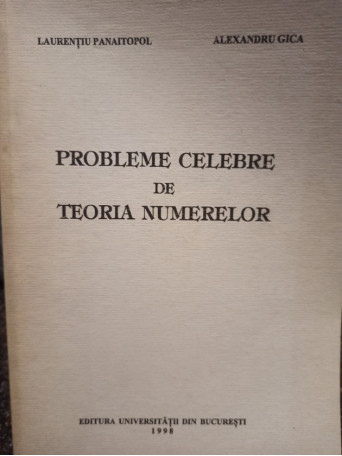 LAURENȚIU PANAITOPOL ALEXANDRU GICA
PROBLEME CELEBRE
DE
TEORIA NUMERELOR
EDITURA UNIVERSITĂȚII DIN BUCUREȘTI
1998